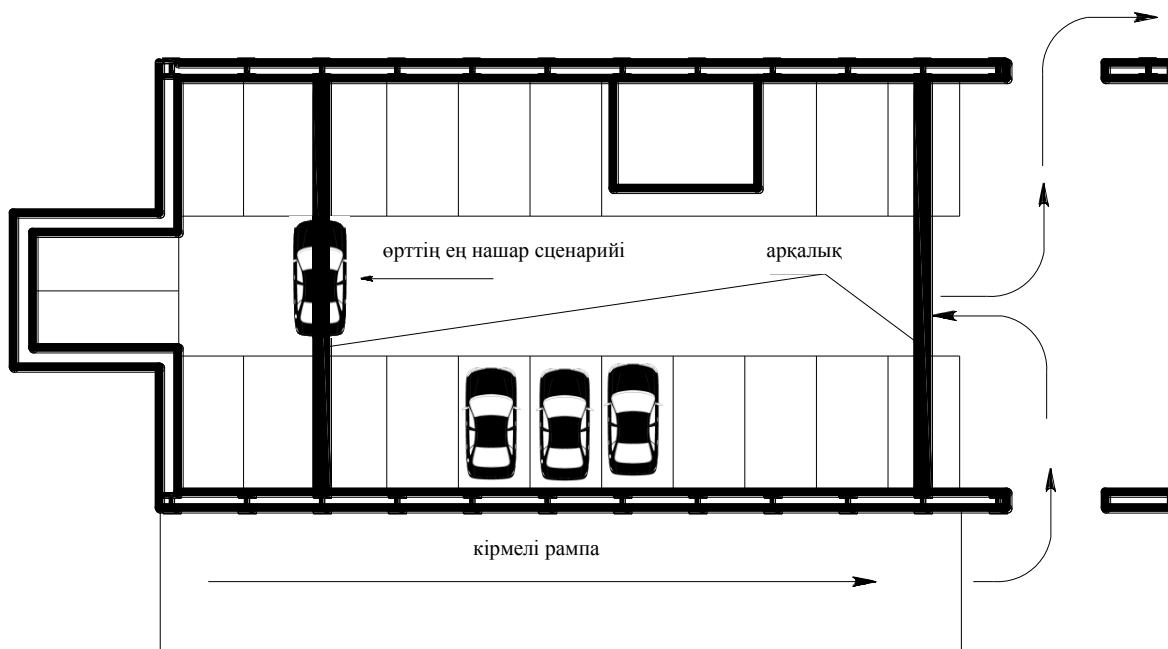 өрттің ең нашар сценарийі
арқалық
кірмелі рампа